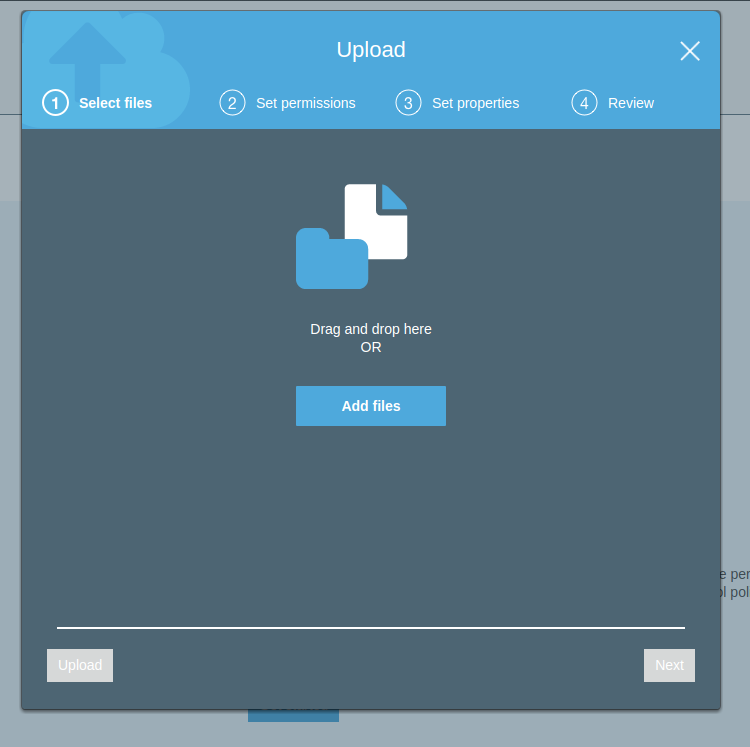 Upload
1 Select files
2 Set permissions
3 Set properties
4 Review
Drag and drop here
OR
Add files
e per
ol pol
Upload
Next